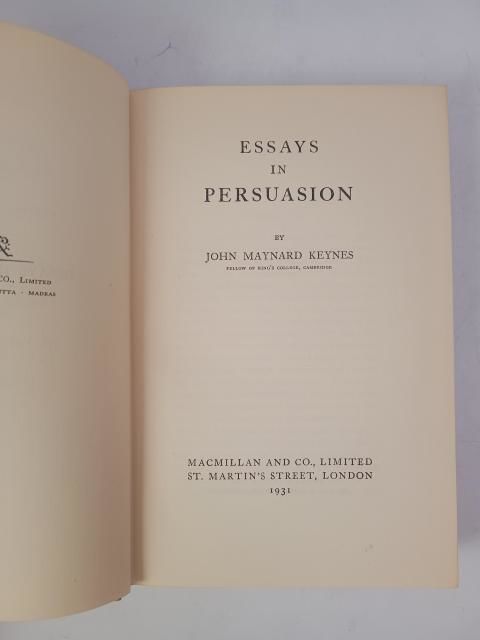 CO., LIMITED
MADRAS
ESSAYS
IN
PERSUASION
BY
JOHN MAYNARD KEYNES
FELLOW OF KING'S COLLEGE, CAMBRIDGE
MACMILLAN AND CO., LIMITED
ST. MARTIN'S STREET, LONDON
1931